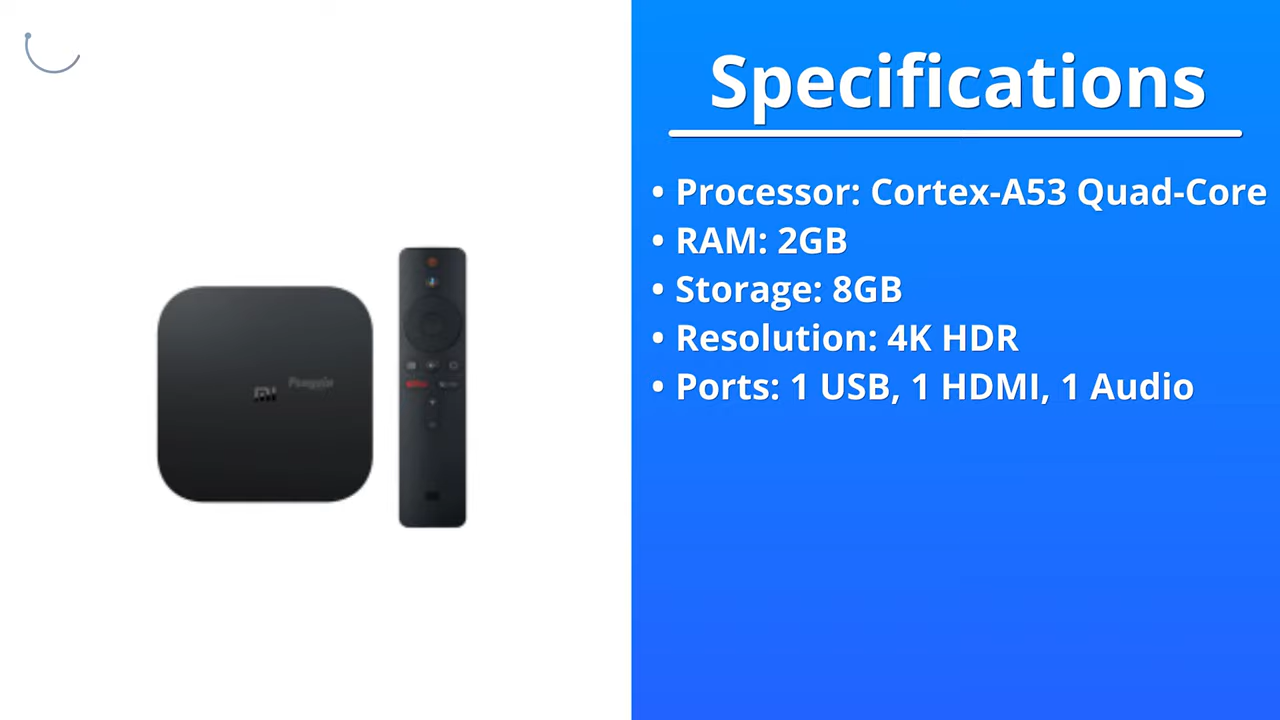 Specifications
• Processor: Cortex-A53 Quad-Core
• RAM: 2GB
• Storage: 8GB
• Resolution: 4K HDR
• Ports: 1 USB, 1 HDMI, 1 Audio
mi